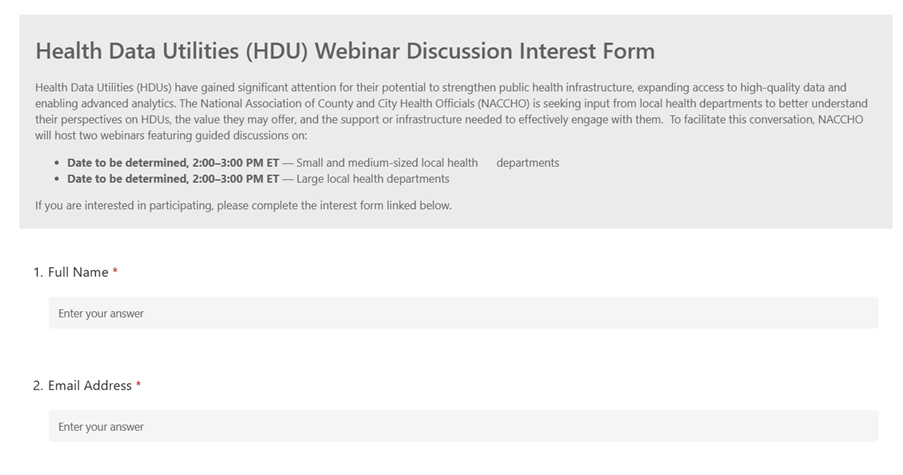 Health Data Utilities (HDU) Webinar Discussion Interest Form
Health Data Utilities (HDUs) have gained significant attention for their potential to strengthen public health infrastructure, expanding access to high-quality data and
enabling advanced analytics. The National Association of County and City Health Officials (NACCHO) is seeking input from local health departments to better understand
their perspectives on HDUs, the value they may offer, and the support or infrastructure needed to effectively engage with them.  To facilitate this conversation, NACCHO
will host two webinars featuring guided discussions on:
• Date to be determined, 2:00–3:00 PM ET — Small and medium-sized local health departments
• Date to be determined, 2:00–3:00 PM ET — Large local health departments
If you are interested in participating, please complete the interest form linked below.
1. Full Name *
Enter your answer
2. Email Address *
Enter your answer